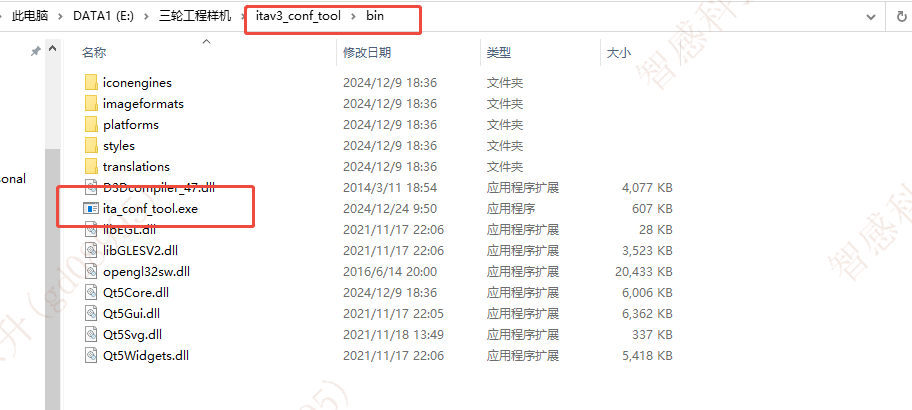 此电脑 > DATA1 (E:) > 三轮工程样机 > itav3_conf_tool > bin
名称 修改日期 类型 大小
iconengines 2024/12/9 18:36 文件夹
imageformats 2024/12/9 18:36 文件夹
platforms 2024/12/9 18:36 文件夹
styles 2024/12/9 18:36 文件夹
translations 2024/12/9 18:36 文件夹
sonal
D3Dcompiler_47.dll 2014/3/11 18:54 应用程序扩展 4,077 KB
ita_conf_tool.exe 2024/12/24 9:50 应用程序 607 KB
libEGL.dll 2021/11/17 22:06 应用程序扩展 28 KB
libGLESV2.dll 2021/11/17 22:06 应用程序扩展 3,523 KB
opengl32sw.dll 2016/6/14 20:00 应用程序扩展 20,433 KB
Qt5Core.dll 2024/12/9 18:36 应用程序扩展 6,006 KB
Qt5Gui.dll 2021/11/17 22:05 应用程序扩展 6,362 KB
Qt5Svg.dll 2021/11/18 13:49 应用程序扩展 337 KB
Qt5Widgets.dll 2021/11/17 22:06 应用程序扩展 5,418 KB
智感科
智感